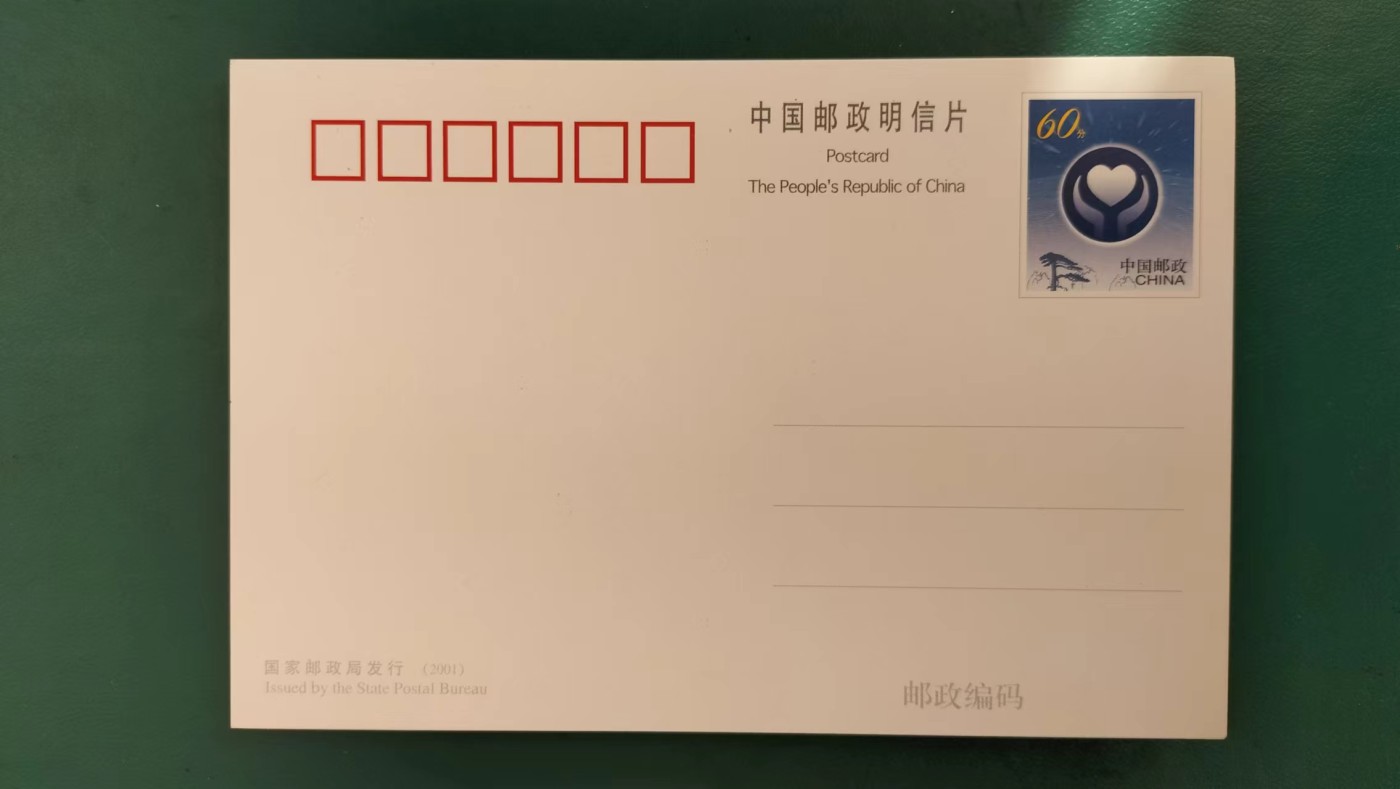 中国邮政明信片
Postcard
The People's Republic of China
60分
中国邮政
CHINA
国家邮政局发行 (2001)
Issued by the State Postal Bureau
邮政编码